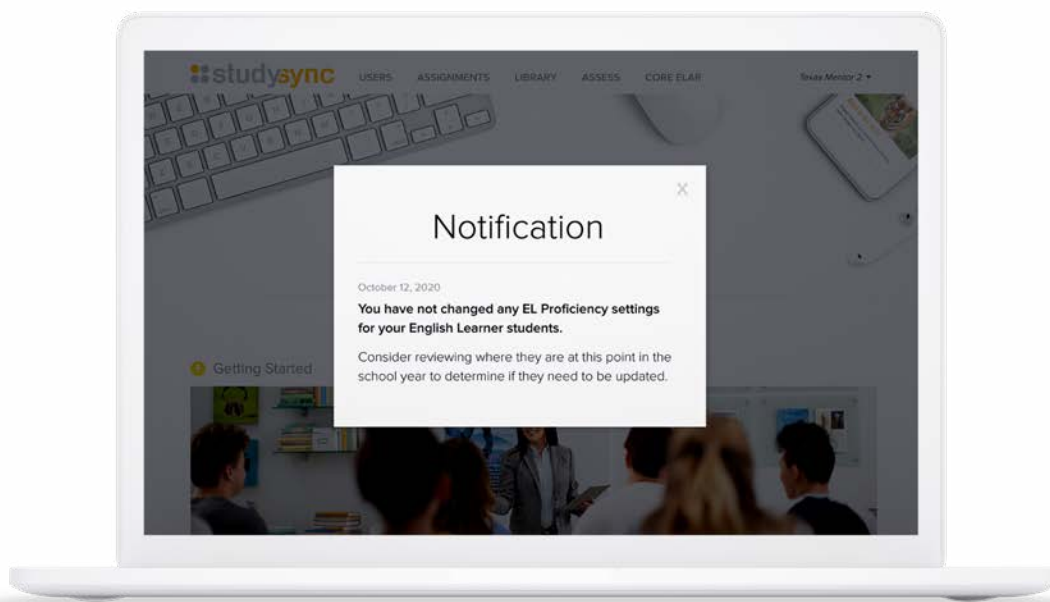 studysync USERS ASSIGNMENTS LIBRARY ASSESS CORE ELAR Texas Mentor 2
X
Notification
October 12, 2020
You have not changed any EL Proficiency settings
for your English Learner students.
Consider reviewing where they are at this point in the
school year to determine if they need to be updated.
Getting Started